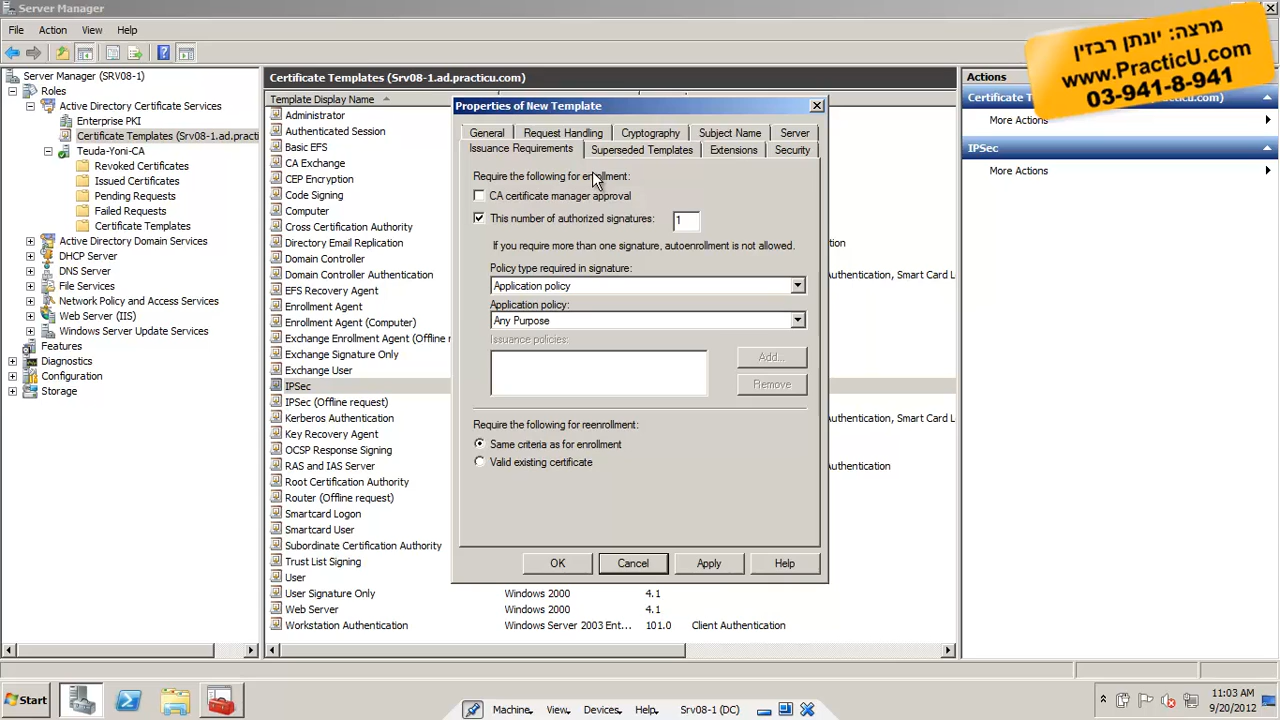 Server Manager
File Action View Help
מרצה: יונתן רבזין
www.PracticU.com
03-941-8-941
Server Manager (SRV08-1)
Roles
Active Directory Certificate Services
Enterprise PKI
Certificate Templates (Srv08-1.ad.practi
Teuda-Yoni-CA
Revoked Certificates
Issued Certificates
Pending Requests
Failed Requests
Certificate Templates
Active Directory Domain Services
DHCP Server
DNS Server
File Services
Network Policy and Access Services
Web Server (IIS)
Windows Server Update Services
Features
Diagnostics
Configuration
Storage
Certificate Templates (Srv08-1.ad.practicu.com)
Template Display Name
Administrator
Authenticated Session
Basic EFS
CA Exchange
CEP Encryption
Code Signing
Computer
Cross Certification Authority
Directory Email Replication
Domain Controller
Domain Controller Authentication
EFS Recovery Agent
Enrollment Agent
Enrollment Agent (Computer)
Exchange Enrollment Agent (Offline r
Exchange Signature Only
Exchange User
IPSec
IPSec (Offline request)
Kerberos Authentication
Key Recovery Agent
OCSP Response Signing
RAS and IAS Server
Root Certification Authority
Router (Offline request)
Smartcard Logon
Smartcard User
Subordinate Certification Authority
Trust List Signing
User
User Signature Only Windows 2000 4.1
Web Server Windows 2000 4.1
Workstation Authentication Windows Server 2003 Ent... 101.0 Client Authentication
ion
uthentication, Smart Card L
uthentication, Smart Card L
uthentication
Properties of New Template
General Request Handling Cryptography Subject Name Server
Issuance Requirements Superseded Templates Extensions Security
Require the following for enrollment:
CA certificate manager approval
This number of authorized signatures: 1
If you require more than one signature, autoenrollment is not allowed.
Policy type required in signature:
Application policy
Application policy:
Any Purpose
Issuance policies:
Add...
Remove
Require the following for reenrollment:
Same criteria as for enrollment
Valid existing certificate
OK Cancel Apply Help
Actions
Certificate T cu.com)
More Actions
IPSec
More Actions
Start
Machine View Devices Help Srv08-1 (DC)
11:03 AM
9/20/2012